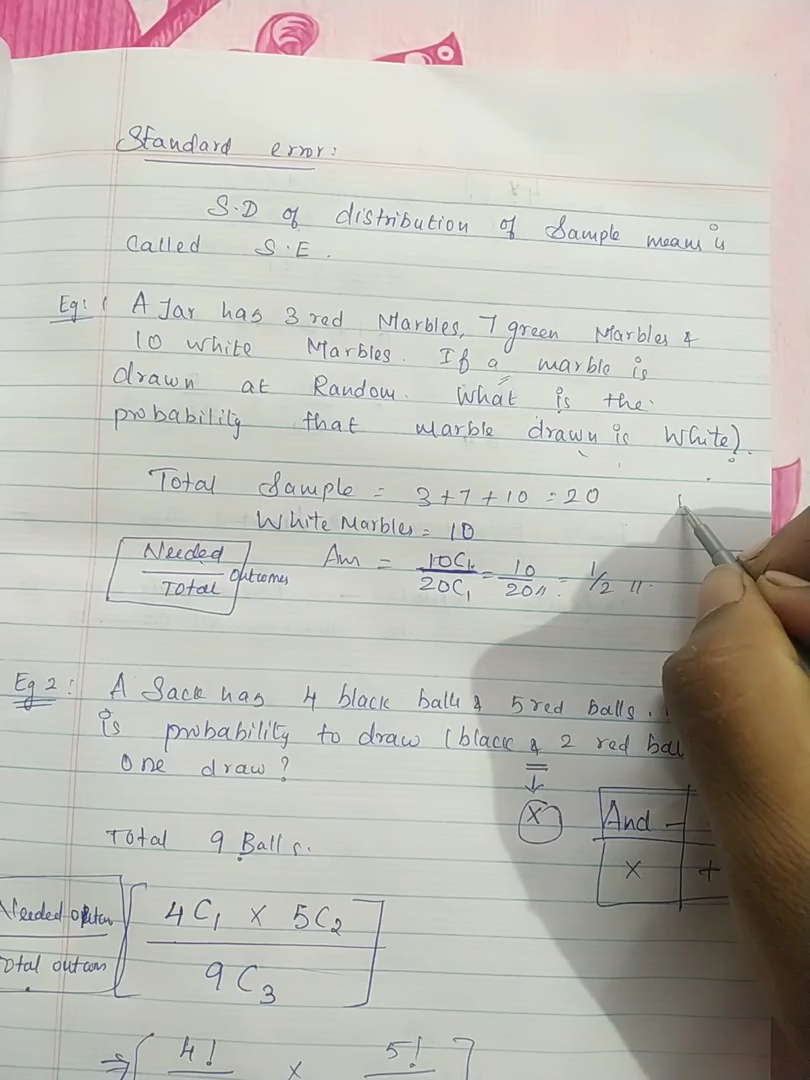 Standard error:
S.D of distribution of Sample means is
called S.E.
Eg: 1 A Jar has 3 red Marbles, 7 green Marbles &
10 white Marbles. If a marble is
drawn at Random. What is the
probability that marble drawn is White?
Total Sample = 3+7+10 = 20
White Marbles = 10
Needed
Total Outcomes
Ans = 10C1 / 20C1 = 10 / 20 = 1/2 //.
Eg 2: A Sack has 4 black balls & 5 red balls.
is probability to draw 1 black & 2 red bal
one draw?
↓
X
And -
X +
Total 9 Balls.
Needed
Total
4C1 X 5C2
9C3
⇒ [ 4! X 5! ]